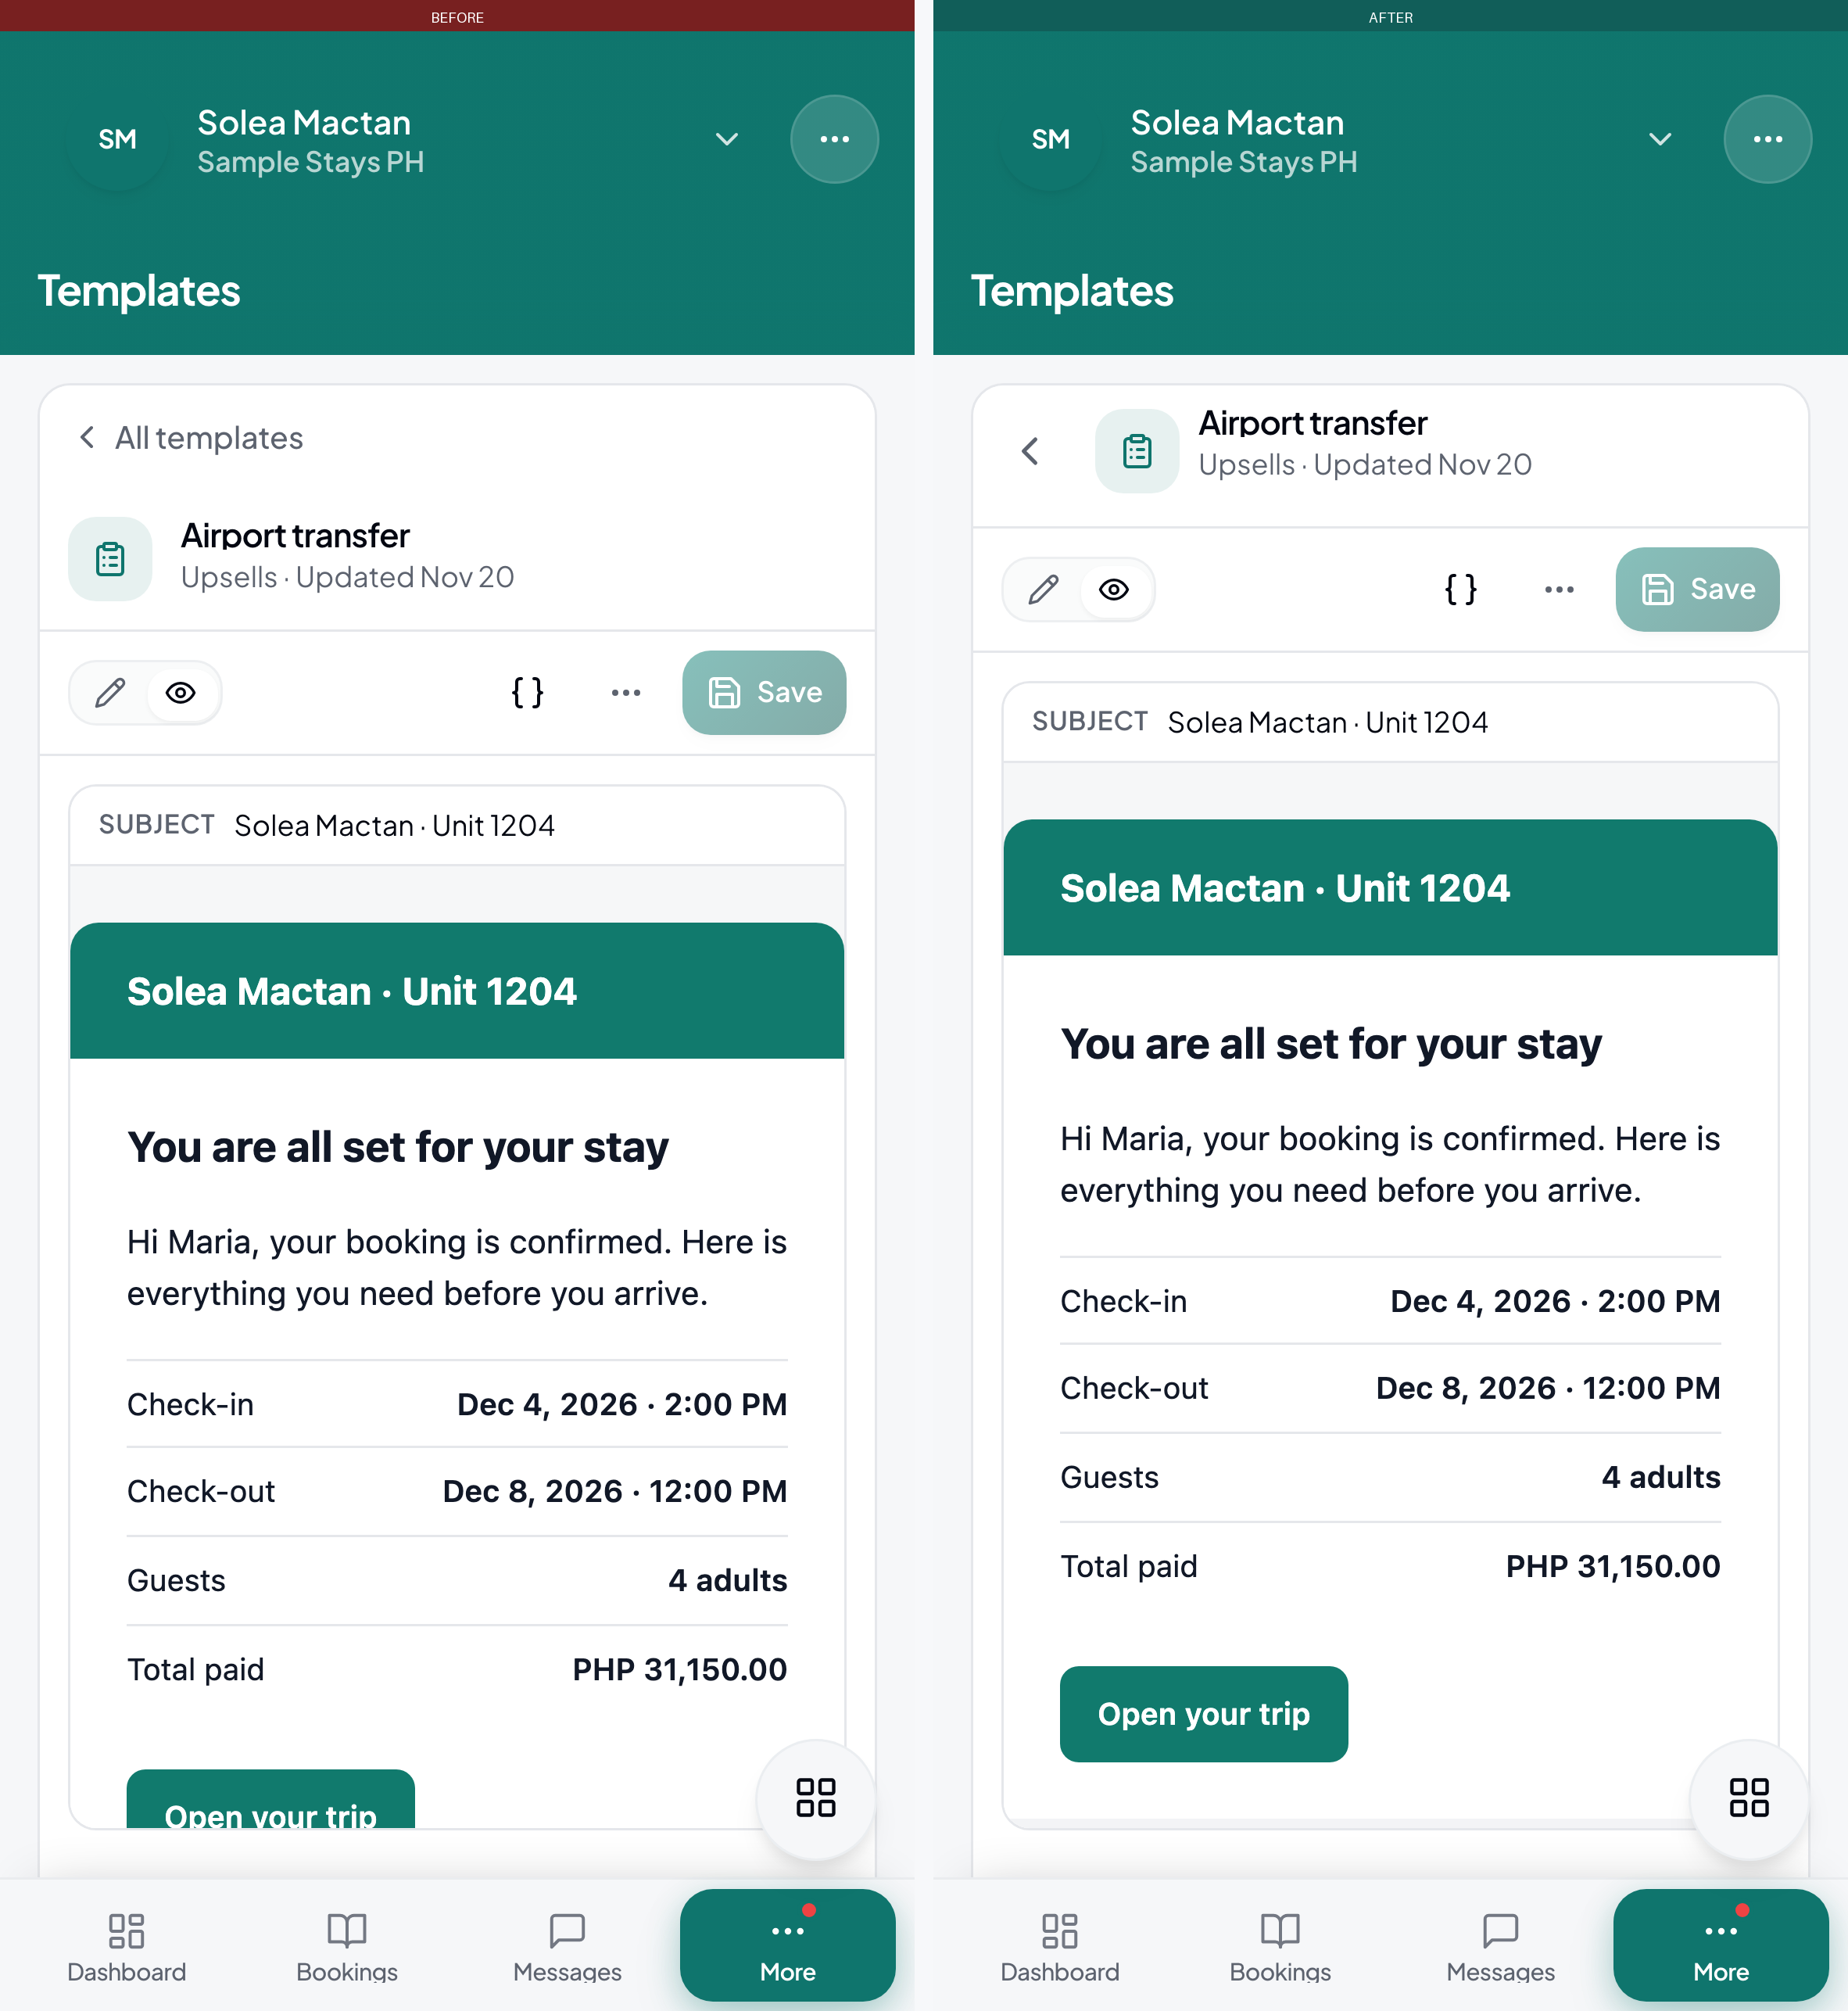 BEFORE
SM
Solea Mactan
Sample Stays PH
Templates
All templates
Airport transfer
Upsells · Updated Nov 20
{ }
Save
SUBJECT Solea Mactan · Unit 1204
Solea Mactan · Unit 1204
You are all set for your stay
Hi Maria, your booking is confirmed. Here is
everything you need before you arrive.
Check-in Dec 4, 2026 · 2:00 PM
Check-out Dec 8, 2026 · 12:00 PM
Guests 4 adults
Total paid PHP 31,150.00
Open your trip
Dashboard
Bookings
Messages
More
AFTER
SM
Solea Mactan
Sample Stays PH
Templates
Airport transfer
Upsells · Updated Nov 20
{ }
Save
SUBJECT Solea Mactan · Unit 1204
Solea Mactan · Unit 1204
You are all set for your stay
Hi Maria, your booking is confirmed. Here is
everything you need before you arrive.
Check-in Dec 4, 2026 · 2:00 PM
Check-out Dec 8, 2026 · 12:00 PM
Guests 4 adults
Total paid PHP 31,150.00
Open your trip
Dashboard
Bookings
Messages
More